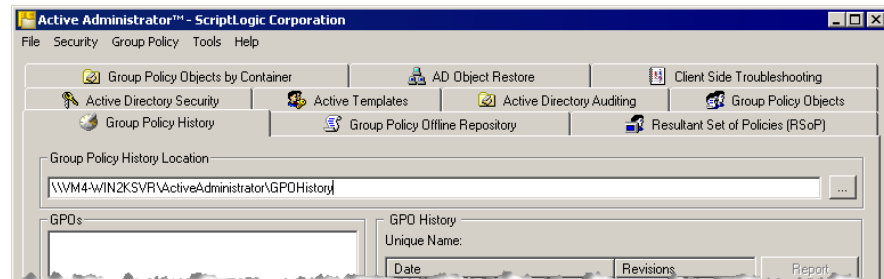 Active Administrator™ - ScriptLogic Corporation
File Security Group Policy Tools Help
Group Policy Objects by Container AD Object Restore Client Side Troubleshooting
Active Directory Security Active Templates Active Directory Auditing Group Policy Objects
Group Policy History Group Policy Offline Repository Resultant Set of Policies (RSoP)
Group Policy History Location
\\VM4-WIN2KSVR\ActiveAdministrator\GPOHistory
...
GPOs GPO History
Unique Name:
Date Revisions Report